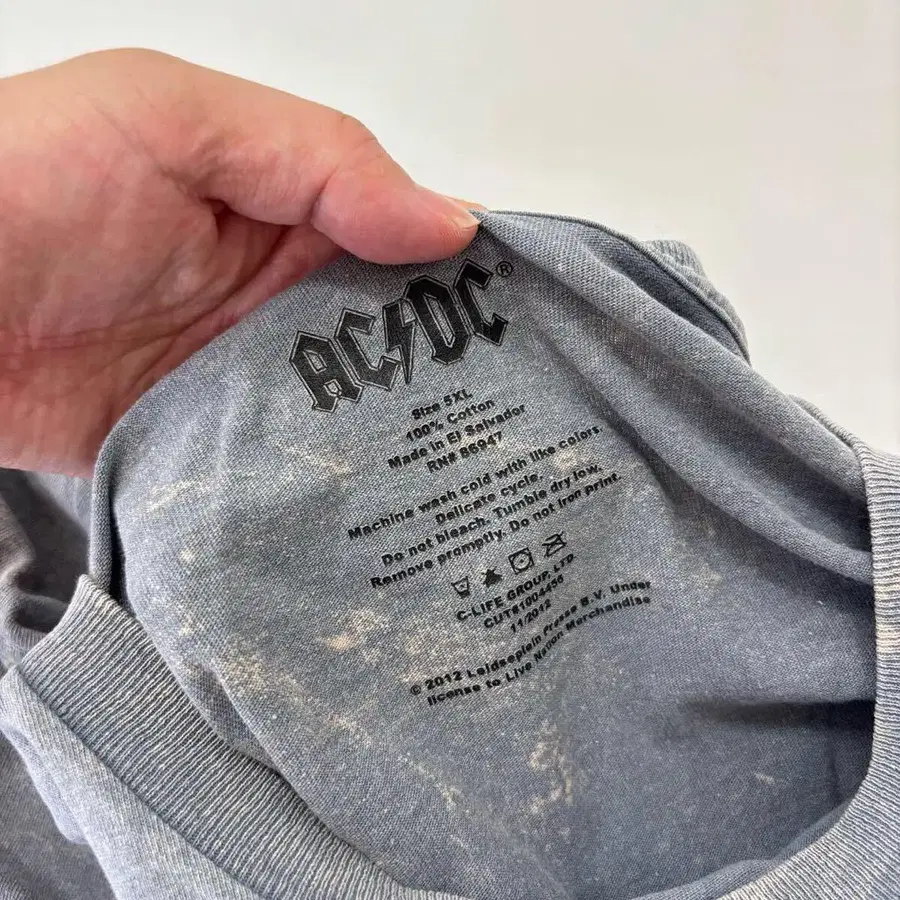 AC/DC®
Size 5XL
100% Cotton
Made in El Salvador
RN# 86947
Machine wash cold with like colors.
Delicate cycle.
Do not bleach. Tumble dry low.
Remove promptly. Do not iron print.
C-LIFE GROUP, LTD
CUT#1004456
11/2012
© 2012 Leidseplein Presse B.V. Under
license to Live Nation Merchandise